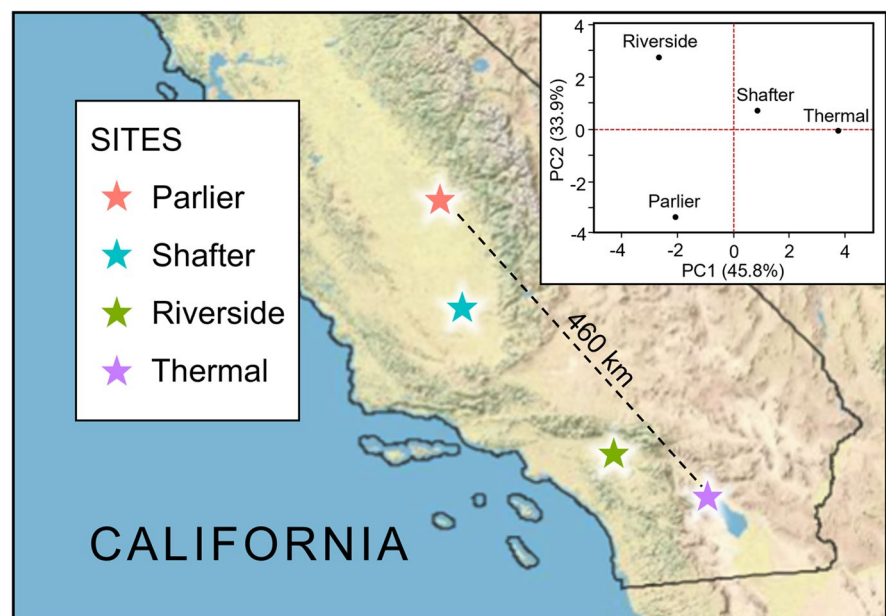 SITES
Parlier
Shafter
Riverside
Thermal
460 km
CALIFORNIA
4
2
0
-2
-4
PC2 (33.9%)
Riverside
Shafter
Thermal
Parlier
-4 -2 0 2 4
PC1 (45.8%)